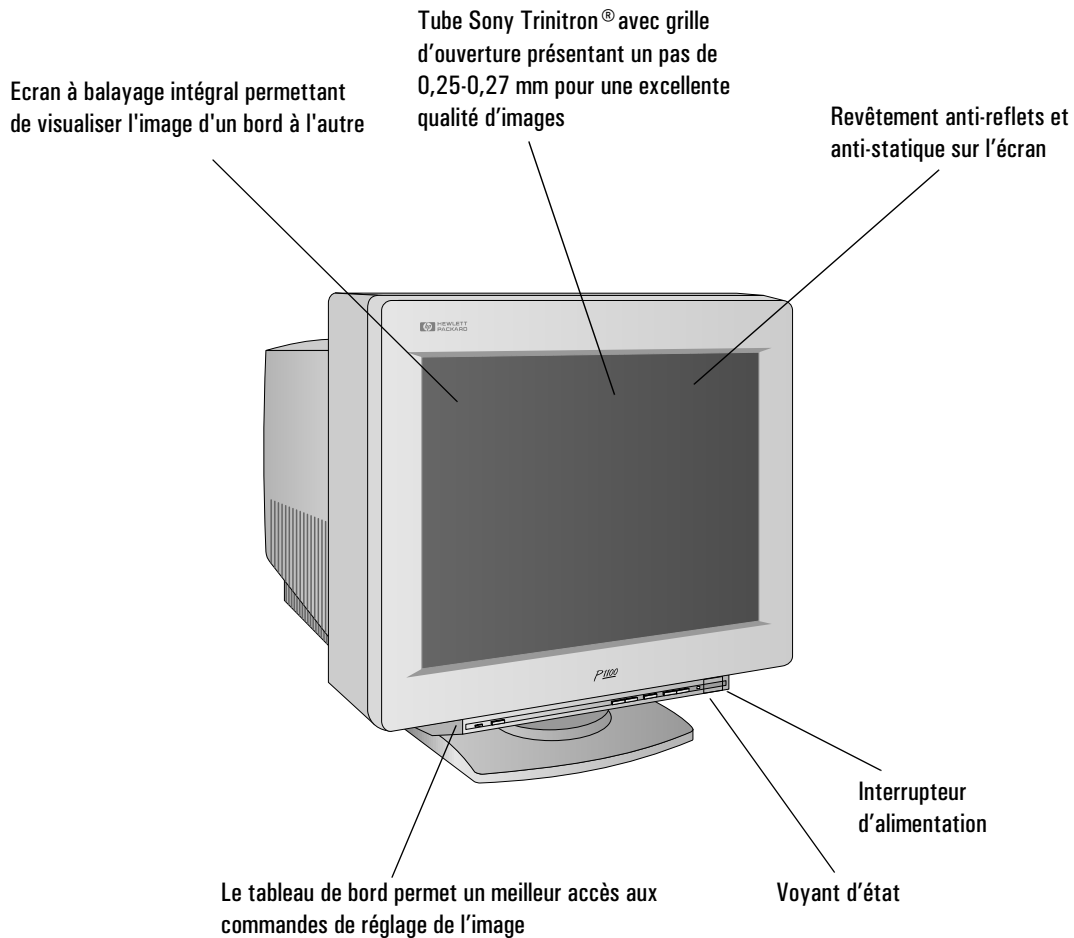 Tube Sony Trinitron ® avec grille
d’ouverture présentant un pas de
0,25-0,27 mm pour une excellente
qualité d’images
Ecran à balayage intégral permettant
de visualiser l'image d'un bord à l'autre
Revêtement anti-reflets et
anti-statique sur l’écran
hp HEWLETT
PACKARD
P1100
Interrupteur
d’alimentation
Voyant d’état
Le tableau de bord permet un meilleur accès aux
commandes de réglage de l’image